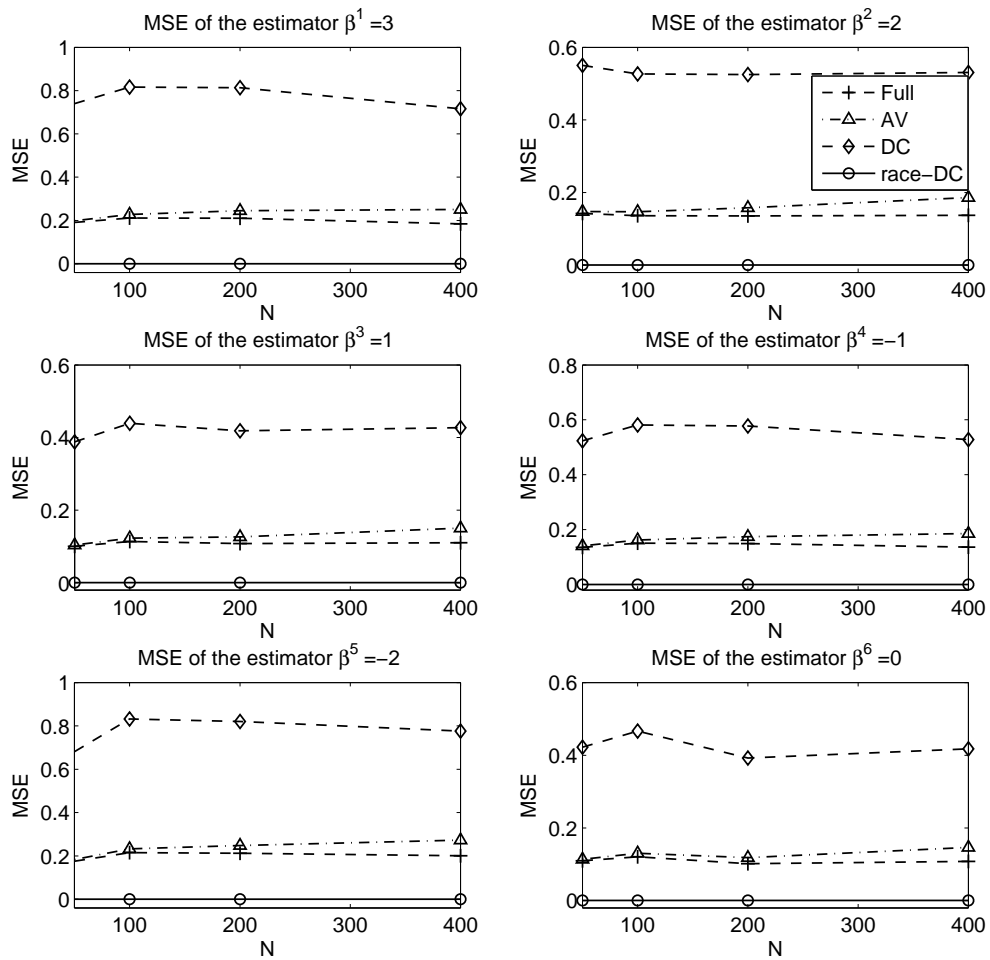 MSE of the estimator β^1 =3
MSE
1
0.8
0.6
0.4
0.2
0
100 200 300 400
N
MSE of the estimator β^2 =2
MSE
0.6
0.4
0.2
0
100 200 300 400
N
Full
AV
DC
race−DC
MSE of the estimator β^3 =1
MSE
0.6
0.4
0.2
0
100 200 300 400
N
MSE of the estimator β^4 =−1
MSE
0.8
0.6
0.4
0.2
0
100 200 300 400
N
MSE of the estimator β^5 =−2
MSE
1
0.8
0.6
0.4
0.2
0
100 200 300 400
N
MSE of the estimator β^6 =0
MSE
0.6
0.4
0.2
0
100 200 300 400
N